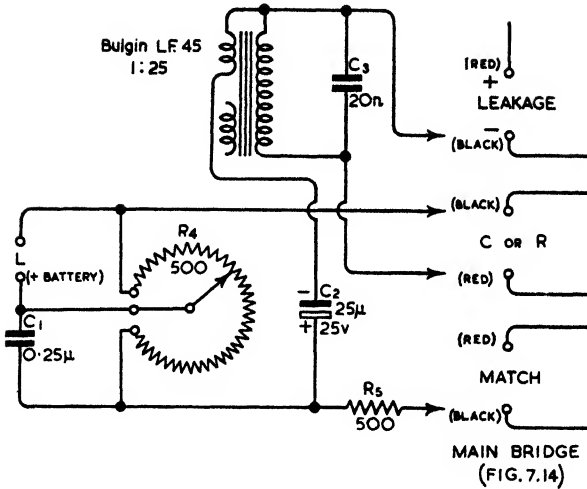 Bulgin L.F. 45
1:25
C3
20n
(RED)
+
LEAKAGE
−
(BLACK)
(BLACK)
C OR R
(RED)
(RED)
MATCH
(BLACK)
L
(+ BATTERY)
R4
500
C1
0·25μ
− C2
25μ
+ 25v
R5
500
MAIN BRIDGE
(FIG. 7.14)